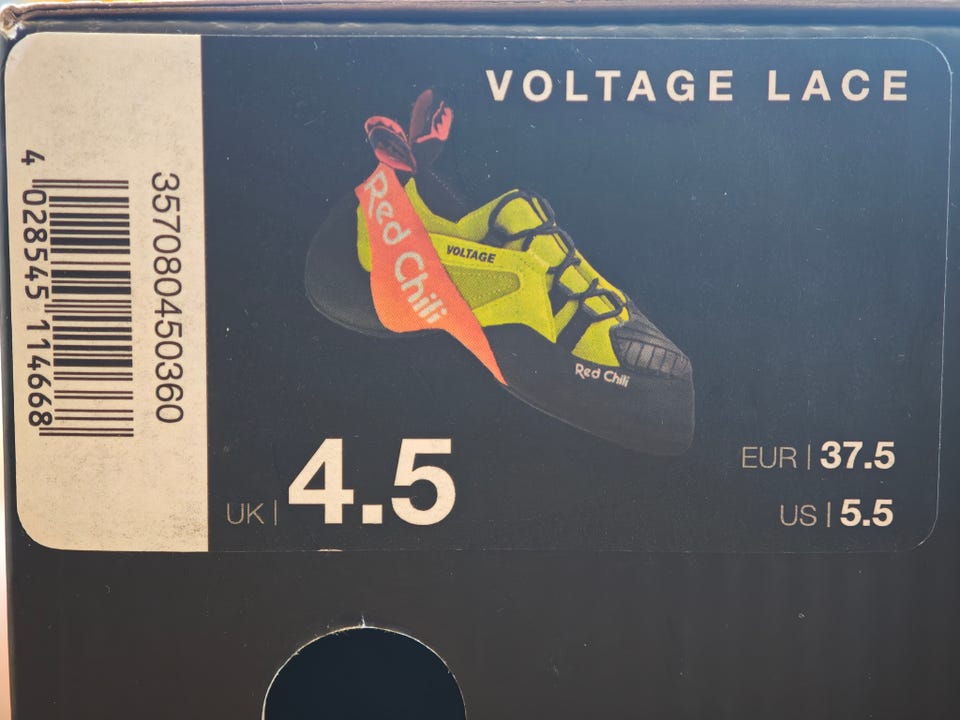 VOLTAGE LACE
4 028545 114668
357080450360
Red Chili
VOLTAGE
Red Chili
UK | 4.5
EUR | 37.5
US | 5.5